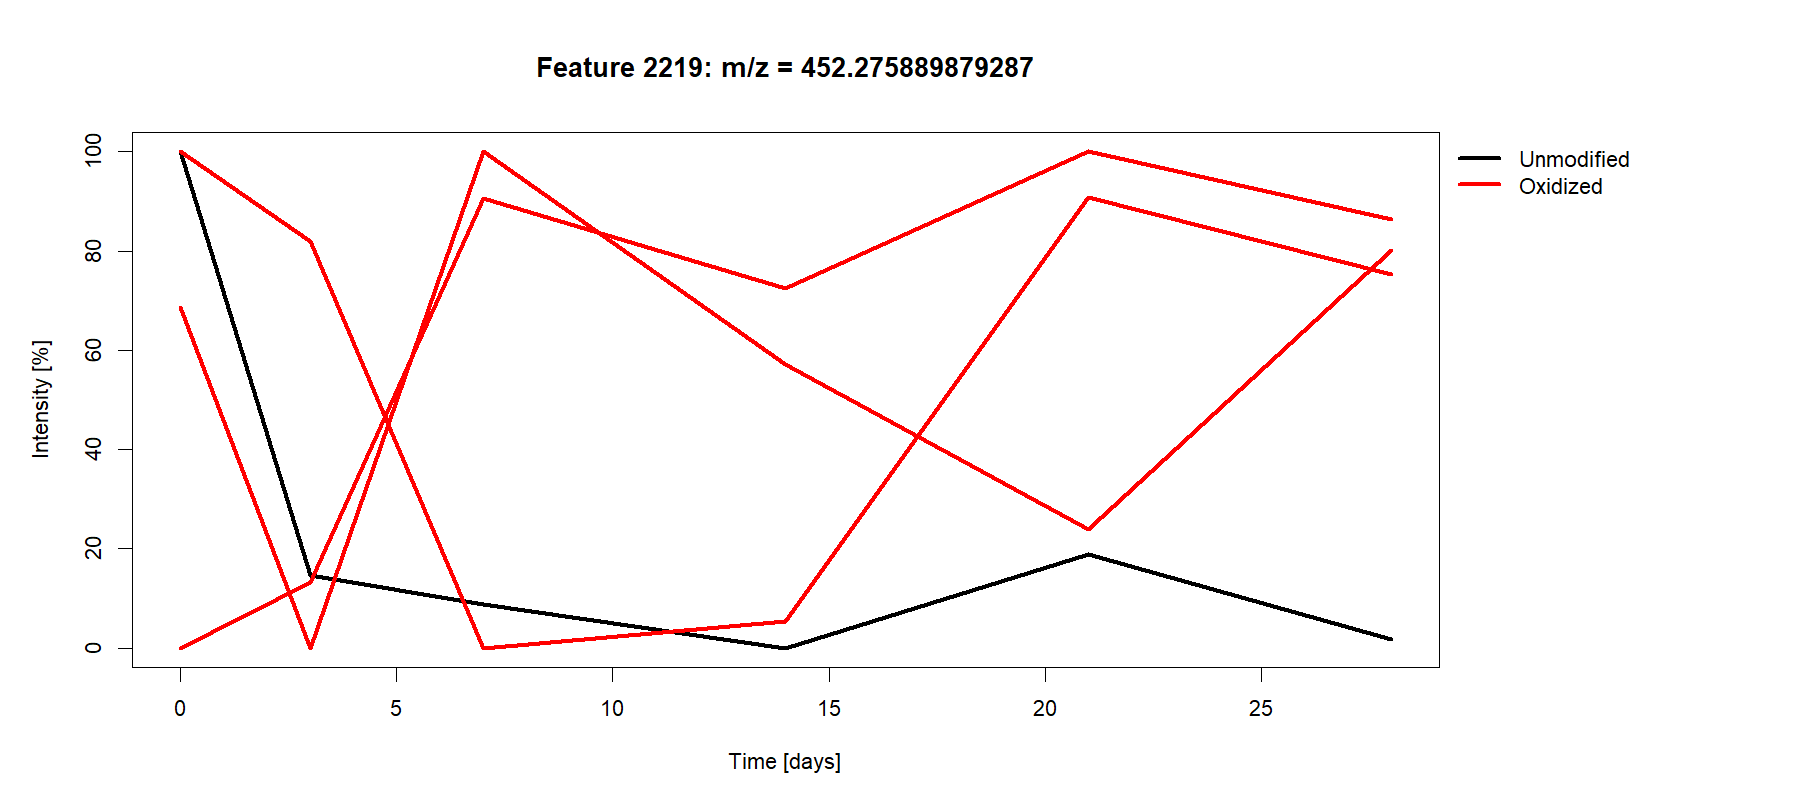 Feature 2219: m/z = 452.275889879287
Unmodified
Oxidized
Intensity [%]
100
80
60
40
20
0
0 5 10 15 20 25
Time [days]